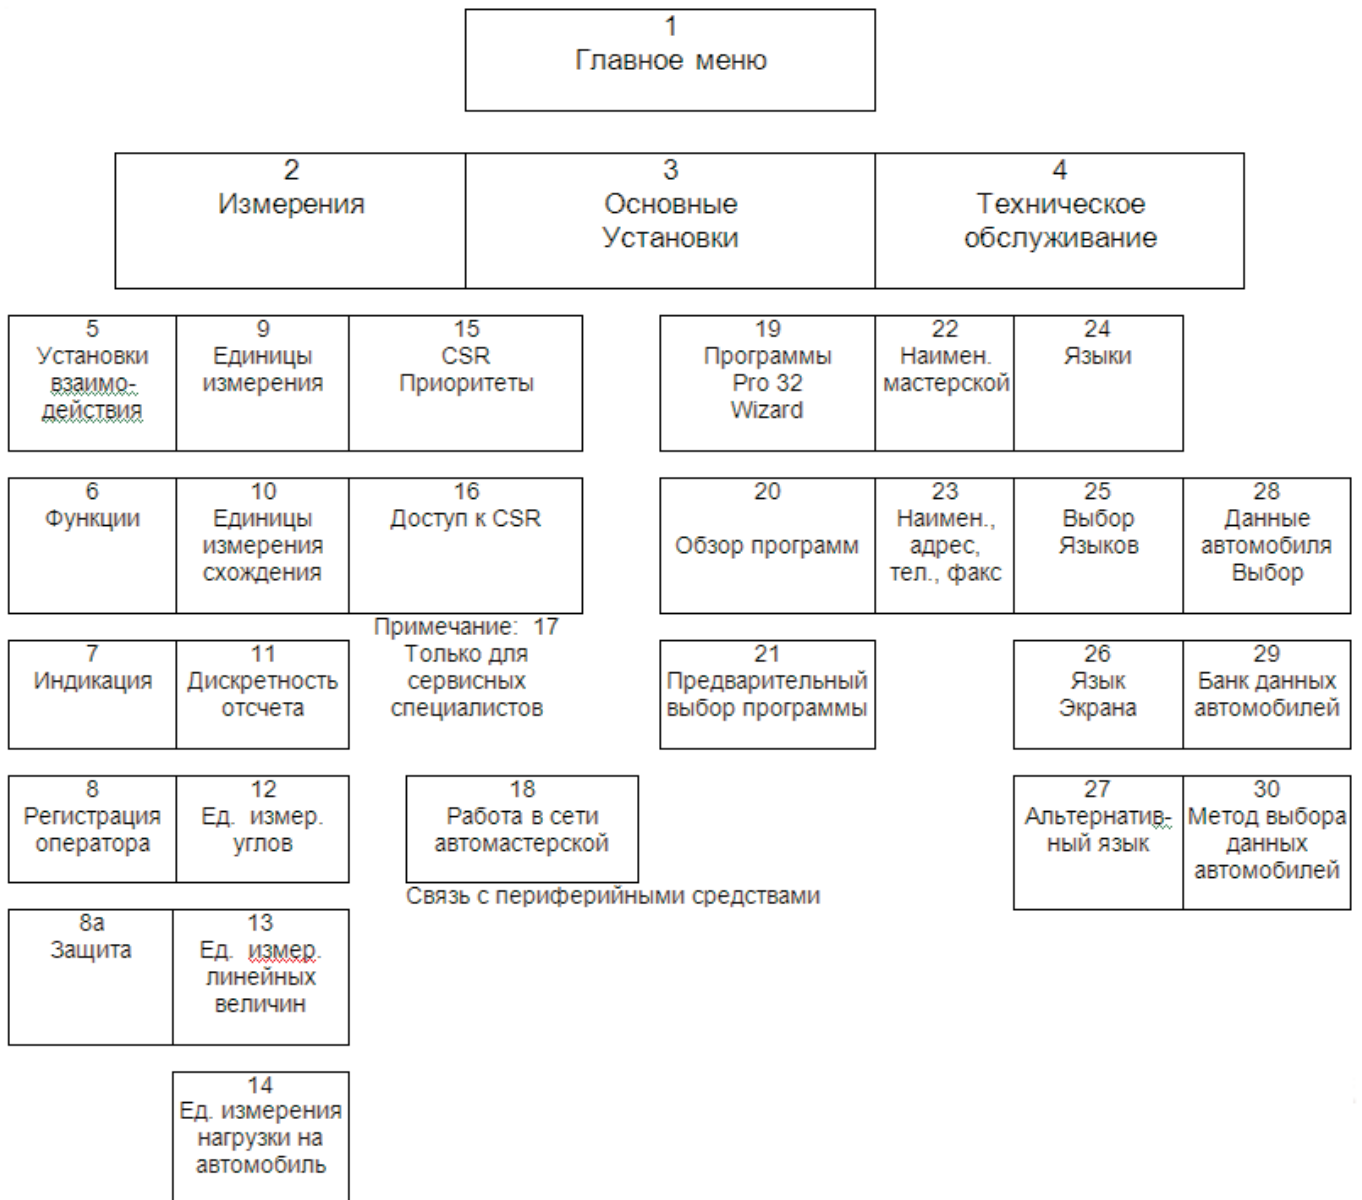 1
Главное меню
2
Измерения
3
Основные
Установки
4
Техническое
обслуживание
5
Установки
взаимо-
действия
9
Единицы
измерения
15
CSR
Приоритеты
19
Программы
Pro 32
Wizard
22
Наимен.
мастерской
24
Языки
6
Функции
10
Единицы
измерения
схождения
16
Доступ к CSR
20
Обзор программ
23
Наимен.,
адрес,
тел., факс
25
Выбор
Языков
28
Данные
автомобиля
Выбор
Примечание: 17
Только для
сервисных
специалистов
7
Индикация
11
Дискретность
отсчета
21
Предварительный
выбор программы
26
Язык
Экрана
29
Банк данных
автомобилей
8
Регистрация
оператора
12
Ед. измер.
углов
18
Работа в сети
автомастерской
Связь с периферийными средствами
27
Альтернатив-
ный язык
30
Метод выбора
данных
автомобилей
8а
Защита
13
Ед. измер.
линейных
величин
14
Ед. измерения
нагрузки на
автомобиль